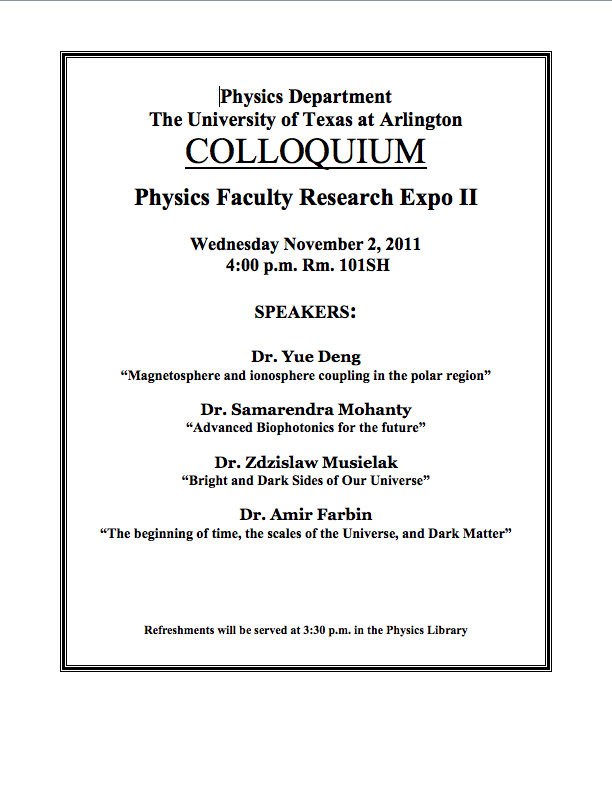 Physics Department
The University of Texas at Arlington
COLLOQUIUM
Physics Faculty Research Expo II
Wednesday November 2, 2011
4:00 p.m. Rm. 101SH
SPEAKERS:
Dr. Yue Deng
“Magnetosphere and ionosphere coupling in the polar region”
Dr. Samarendra Mohanty
“Advanced Biophotonics for the future”
Dr. Zdzislaw Musielak
“Bright and Dark Sides of Our Universe”
Dr. Amir Farbin
“The beginning of time, the scales of the Universe, and Dark Matter”
Refreshments will be served at 3:30 p.m. in the Physics Library